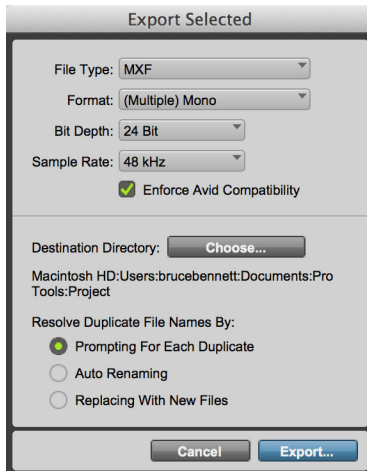 Export Selected
File Type: MXF
Format: (Multiple) Mono
Bit Depth: 24 Bit
Sample Rate: 48 kHz
Enforce Avid Compatibility
Destination Directory: Choose...
Macintosh HD:Users:brucebennett:Documents:Pro
Tools:Project
Resolve Duplicate File Names By:
Prompting For Each Duplicate
Auto Renaming
Replacing With New Files
Cancel Export...